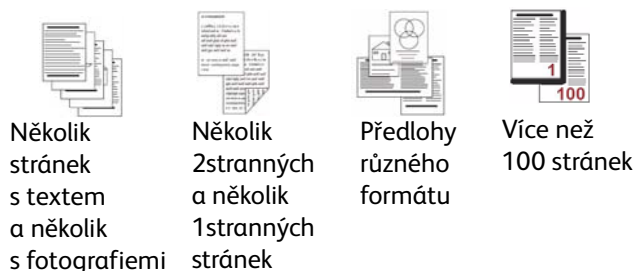 1
100
Několik
stránek
s textem
a několik
s fotografiemi
Několik
2stranných
a několik
1stranných
stránek
Předlohy
různého
formátu
Více než
100 stránek